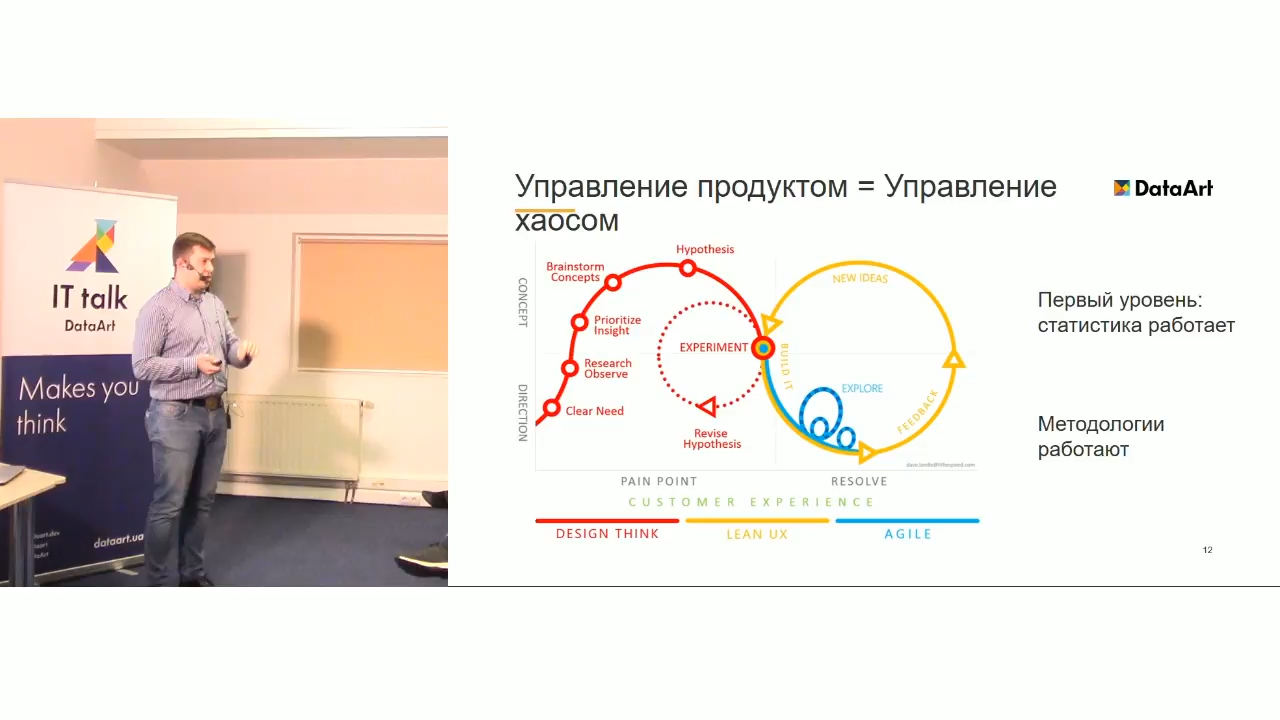 IT talk
DataArt
Makes you
think
dataart.ua
Управление продуктом = Управление
хаосом
DataArt
CONCEPT
DIRECTION
Hypothesis
Brainstorm
Concepts
Prioritize
Insight
Research
Observe
Clear Need
EXPERIMENT
Revise
Hypothesis
NEW IDEAS
BUILD IT
EXPLORE
FEEDBACK
PAIN POINT
RESOLVE
CUSTOMER EXPERIENCE
DESIGN THINK
LEAN UX
AGILE
Первый уровень:
статистика работает
Методологии
работают
12